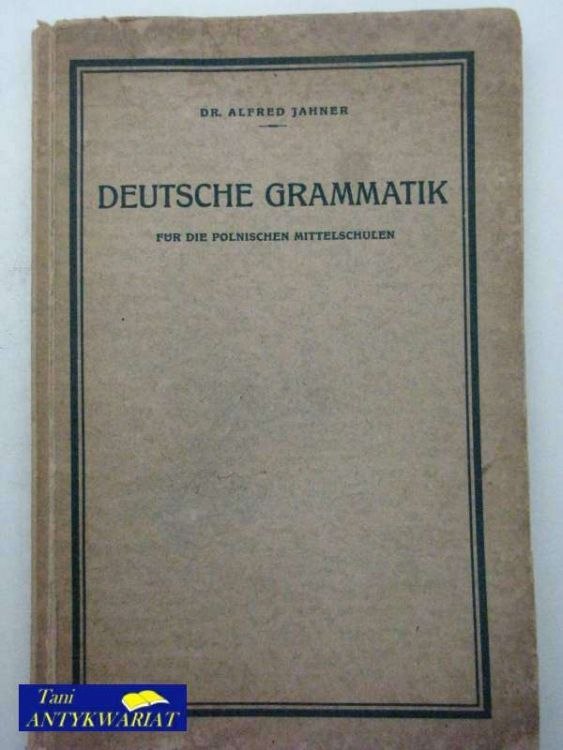 DR. ALFRED JAHNER
DEUTSCHE GRAMMATIK
FÜR DIE POLNISCHEN MITTELSCHULEN
Tani
ANTYKWARIAT